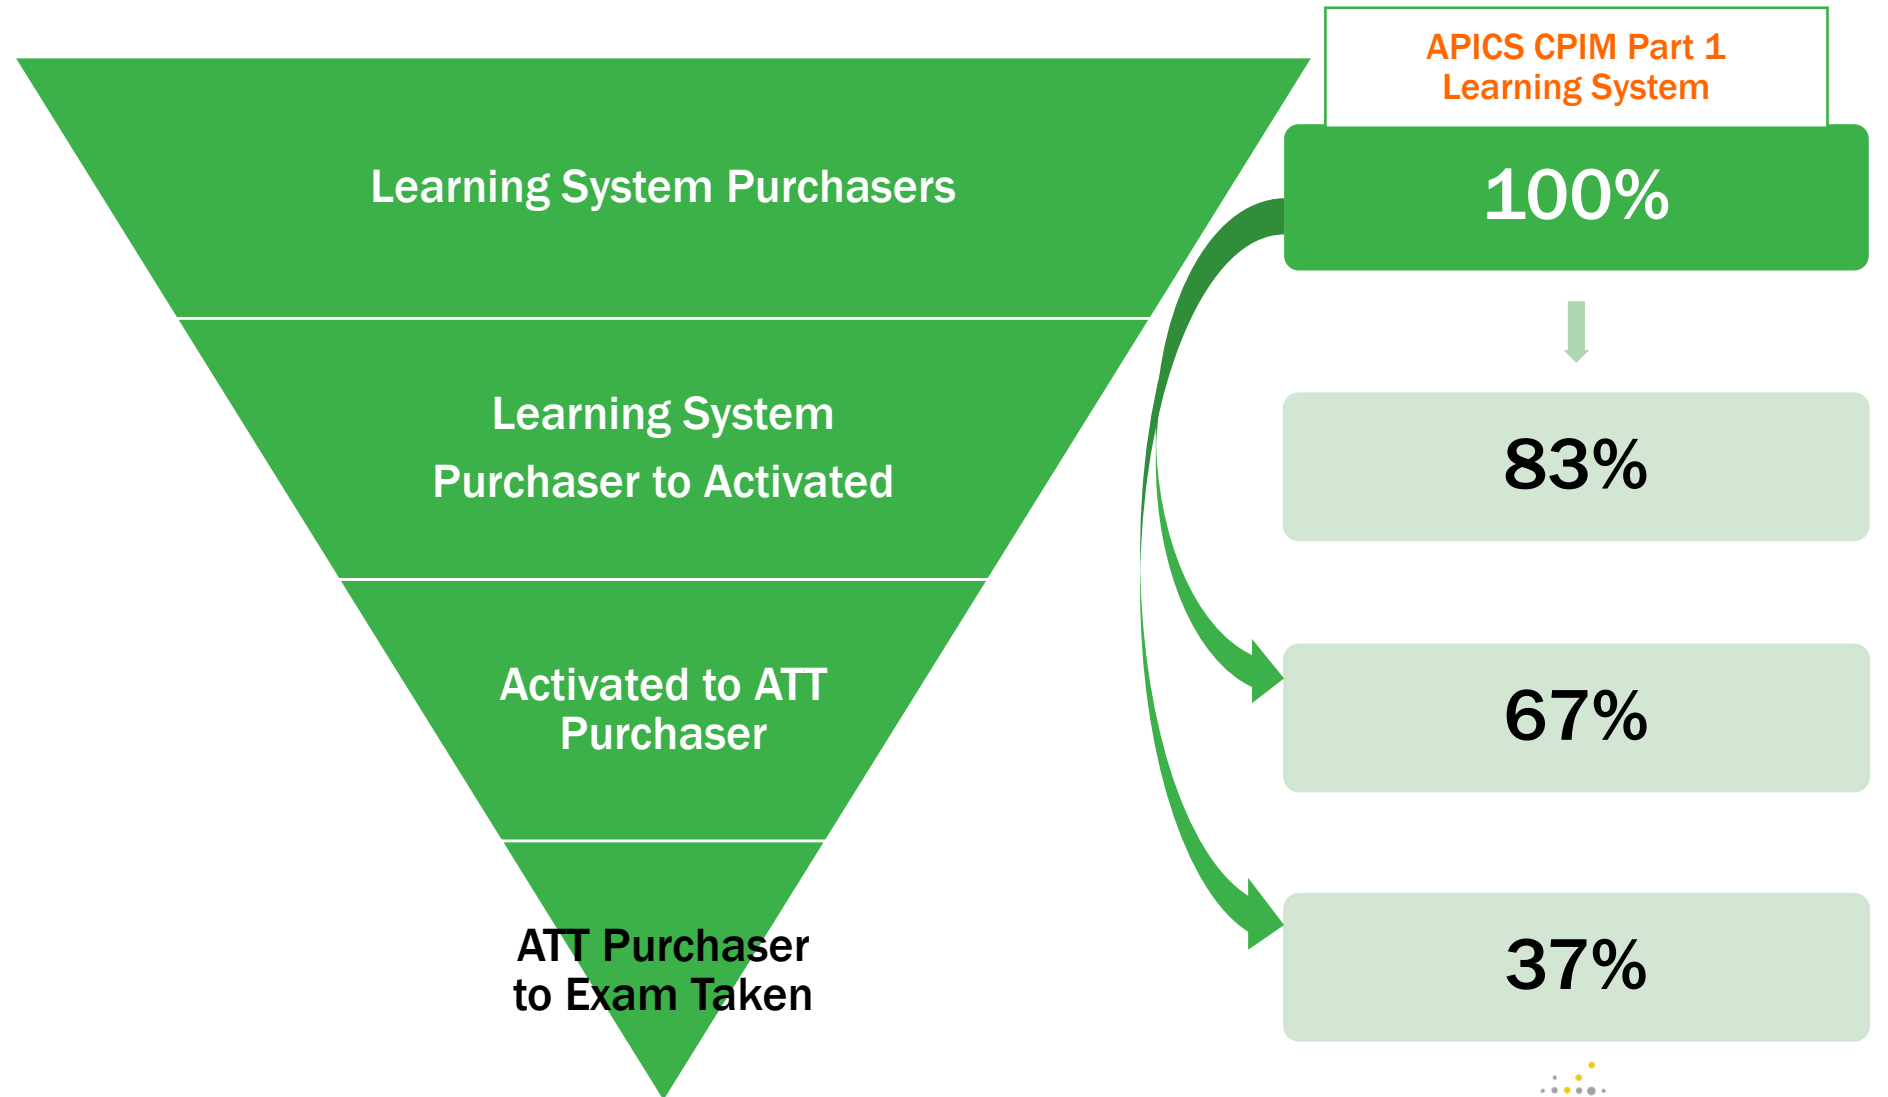 APICS CPIM Part 1
Learning System
Learning System Purchasers
100%
Learning System
Purchaser to Activated
83%
Activated to ATT
Purchaser
67%
ATT Purchaser
to Exam Taken
37%